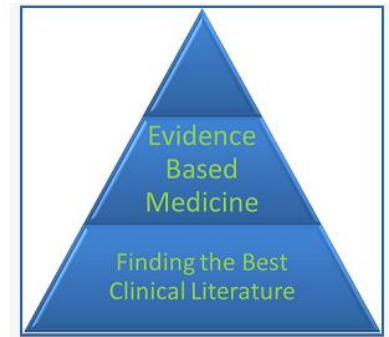 Evidence
Based
Medicine
Finding the Best
Clinical Literature